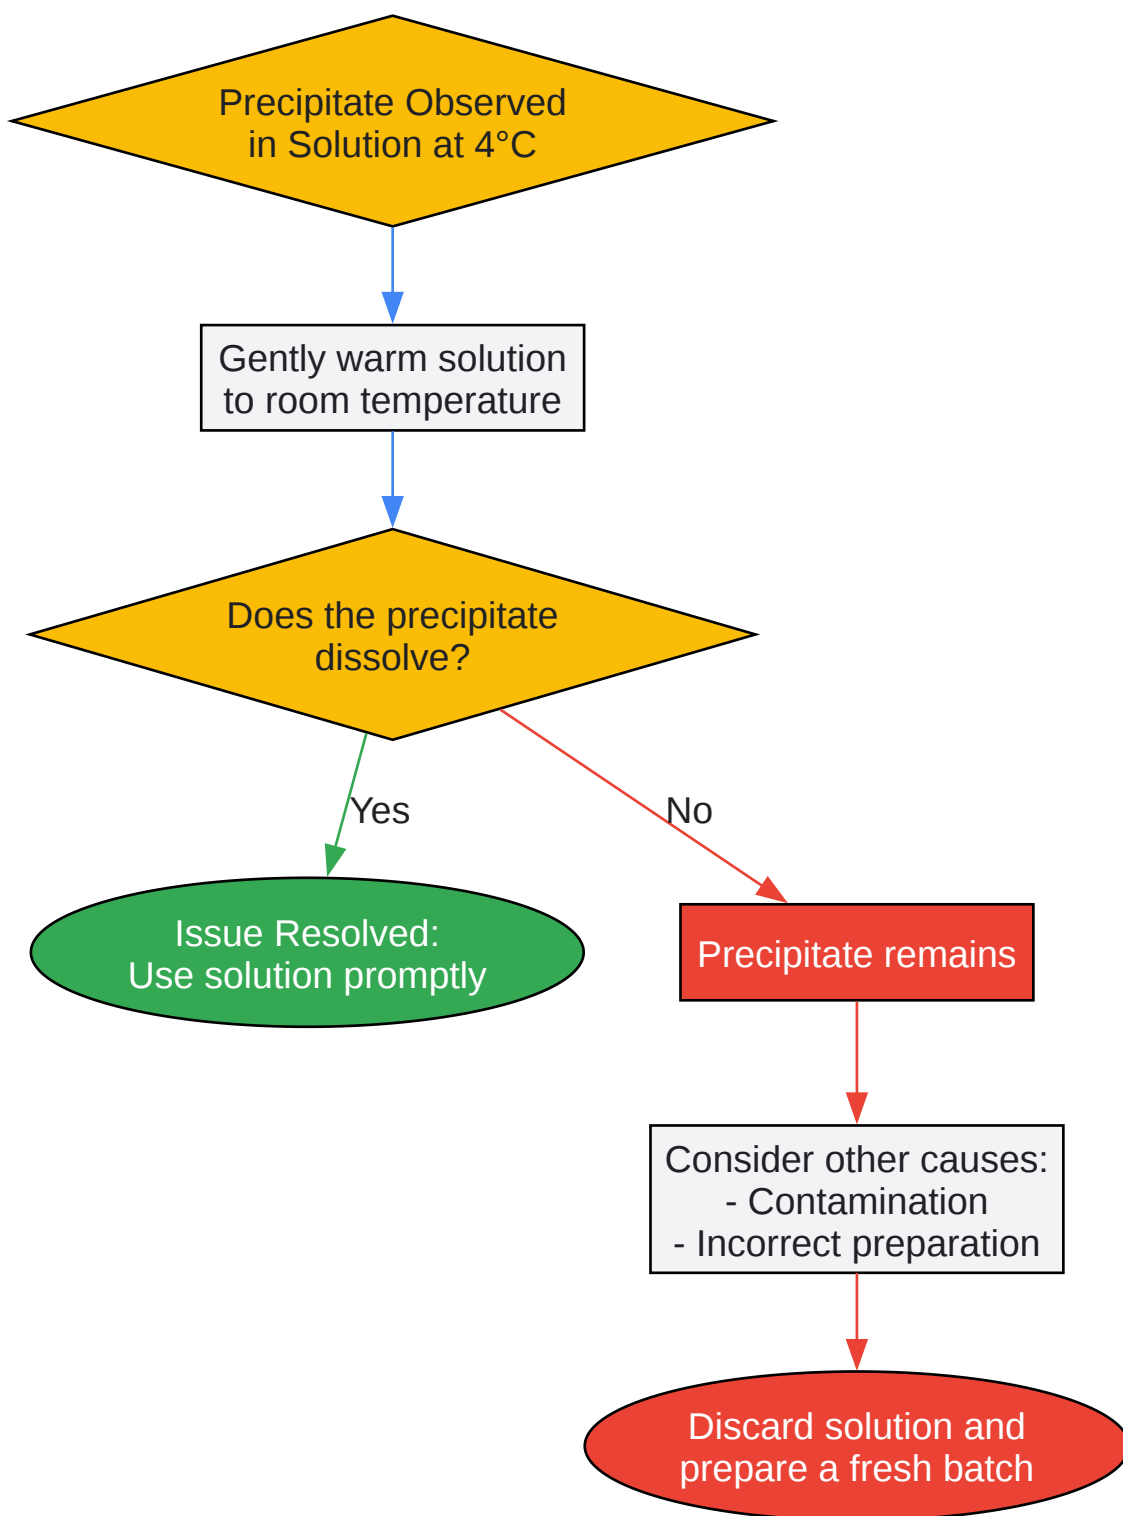 Precipitate Observed
in Solution at 4°C
Gently warm solution
to room temperature
Does the precipitate
dissolve?
Yes
No
Issue Resolved:
Use solution promptly
Precipitate remains
Consider other causes:
- Contamination
- Incorrect preparation
Discard solution and
prepare a fresh batch